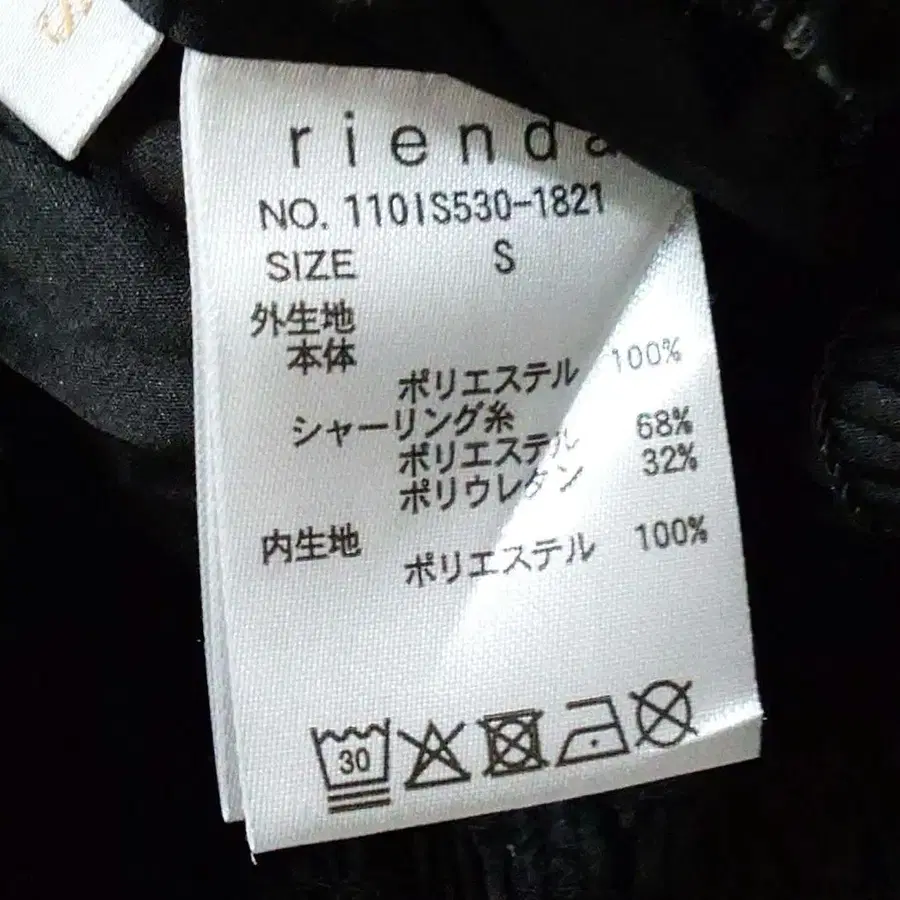 rienda
NO. 110IS530-1821
SIZE S
外生地
本体
ポリエステル 100%
シャーリング糸
ポリエステル 68%
ポリウレタン 32%
内生地
ポリエステル 100%
30